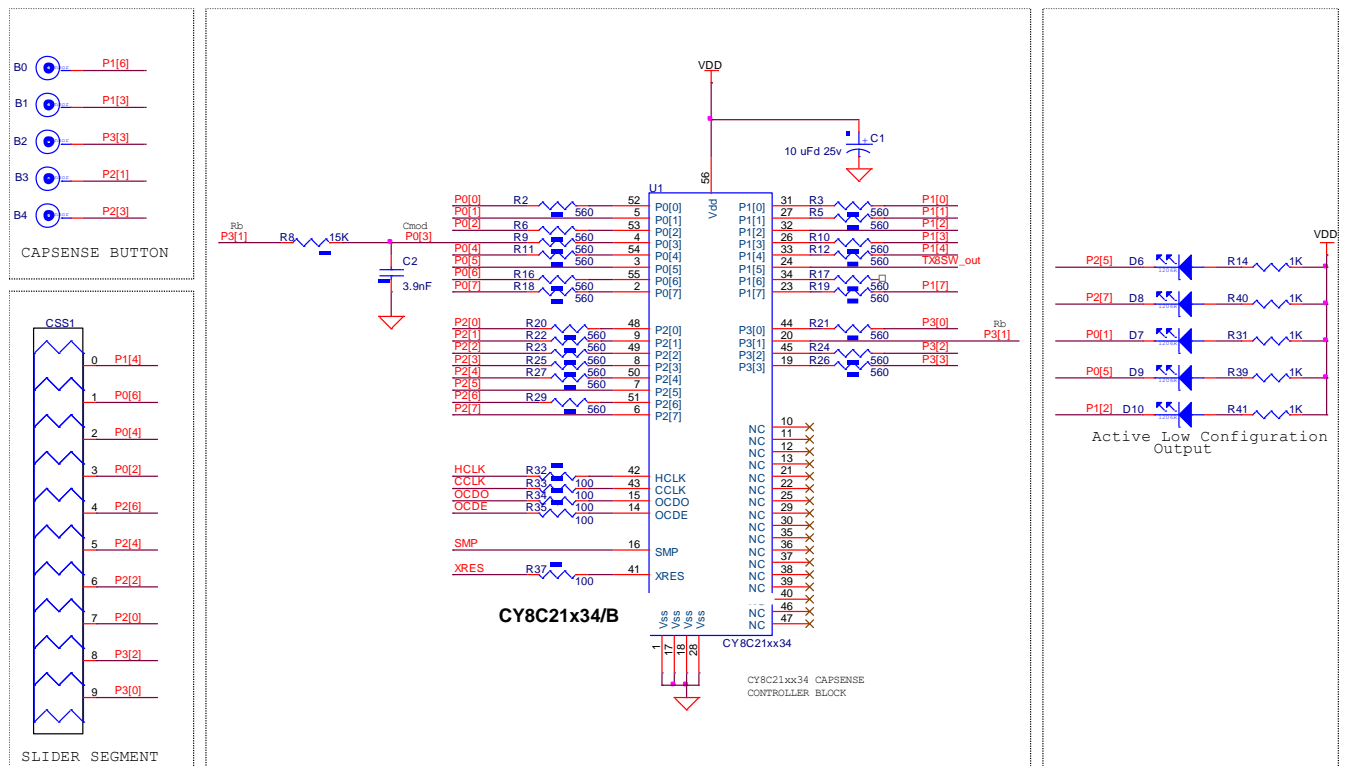 B0 P1[6]
B1 P1[3]
B2 P3[3]
B3 P2[1]
B4 P2[3]
CAPSENSE BUTTON
CSS1
0 P1[4]
1 P0[6]
2 P0[4]
3 P0[2]
4 P2[6]
5 P2[4]
6 P2[2]
7 P2[0]
8 P3[2]
9 P3[0]
SLIDER SEGMENT
VDD
C1
10 uFd 25v
56
U1
Vdd
Rb
P3[1] R8 15K
Cmod
P0[3]
C2
3.9nF
P0[0] R2 52 P0[0]
P0[1] 560 5 P0[1]
P0[2] R6 53 P0[2]
R9 560 4 P0[3]
P0[4] R11 560 54 P0[4]
P0[5] 560 3 P0[5]
P0[6] R16 55 P0[6]
P0[7] R18 560 2 P0[7]
560
P2[0] R20 48 P2[0]
P2[1] R22 560 9 P2[1]
P2[2] R23 560 49 P2[2]
P2[3] R25 560 8 P2[3]
P2[4] R27 560 50 P2[4]
P2[5] 560 7 P2[5]
P2[6] R29 51 P2[6]
P2[7] 560 6 P2[7]
HCLK R32 42 HCLK
CCLK R33 100 43 CCLK
OCDO R34 100 15 OCDO
OCDE R35 100 14 OCDE
100
SMP 16 SMP
XRES R37 41 XRES
100
P1[0] 31 R3 P1[0]
P1[1] 27 R5 560 P1[1]
P1[2] 32 560 P1[2]
P1[3] 26 R10 P1[3]
P1[4] 33 R12 560 P1[4]
P1[5] 24 560 TX8SW_out
P1[6] 34 R17
P1[7] 23 R19 560 P1[7]
560
P3[0] 44 R21 P3[0]
P3[1] 20 560 P3[1] Rb
P3[2] 45 R24 P3[2]
P3[3] 19 R26 560 P3[3]
560
NC 10
NC 11
NC 12
NC 13
NC 21
NC 22
NC 25
NC 29
NC 30
NC 35
NC 36
NC 37
NC 38
NC 39
40
NC 46
NC 47
CY8C21x34/B
Vss Vss Vss Vss
1 17 18 28
CY8C21xx34
CY8C21xx34 CAPSENSE
CONTROLLER BLOCK
VDD
P2[5] D6 R14 1K
P2[7] D8 R40 1K
P0[1] D7 R31 1K
P0[5] D9 R39 1K
P1[2] D10 R41 1K
Active Low Configuration
Output